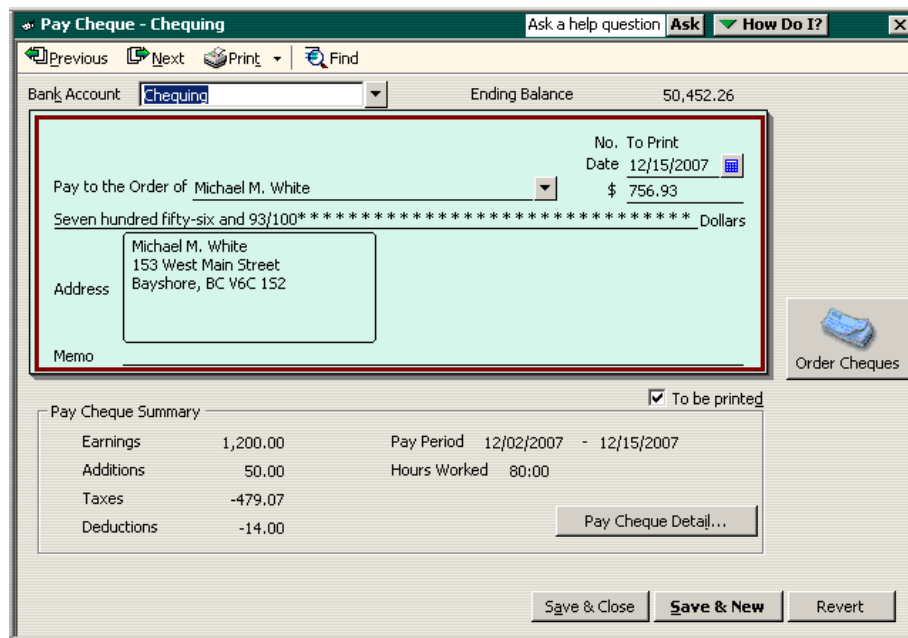 Pay Cheque - Chequing
Ask a help question Ask How Do I?
Previous Next Print Find
Bank Account Chequing Ending Balance 50,452.26
No. To Print
Date 12/15/2007
Pay to the Order of Michael M. White $ 756.93
Seven hundred fifty-six and 93/100* * * * * * * * * * * * * * * * * * * * * * * * * * * * * * * * * Dollars
Michael M. White
153 West Main Street
Address Bayshore, BC V6C 1S2
Memo
Order Cheques
To be printed
Pay Cheque Summary
Earnings 1,200.00 Pay Period 12/02/2007 - 12/15/2007
Additions 50.00 Hours Worked 80:00
Taxes -479.07
Deductions -14.00 Pay Cheque Detail...
Save & Close Save & New Revert